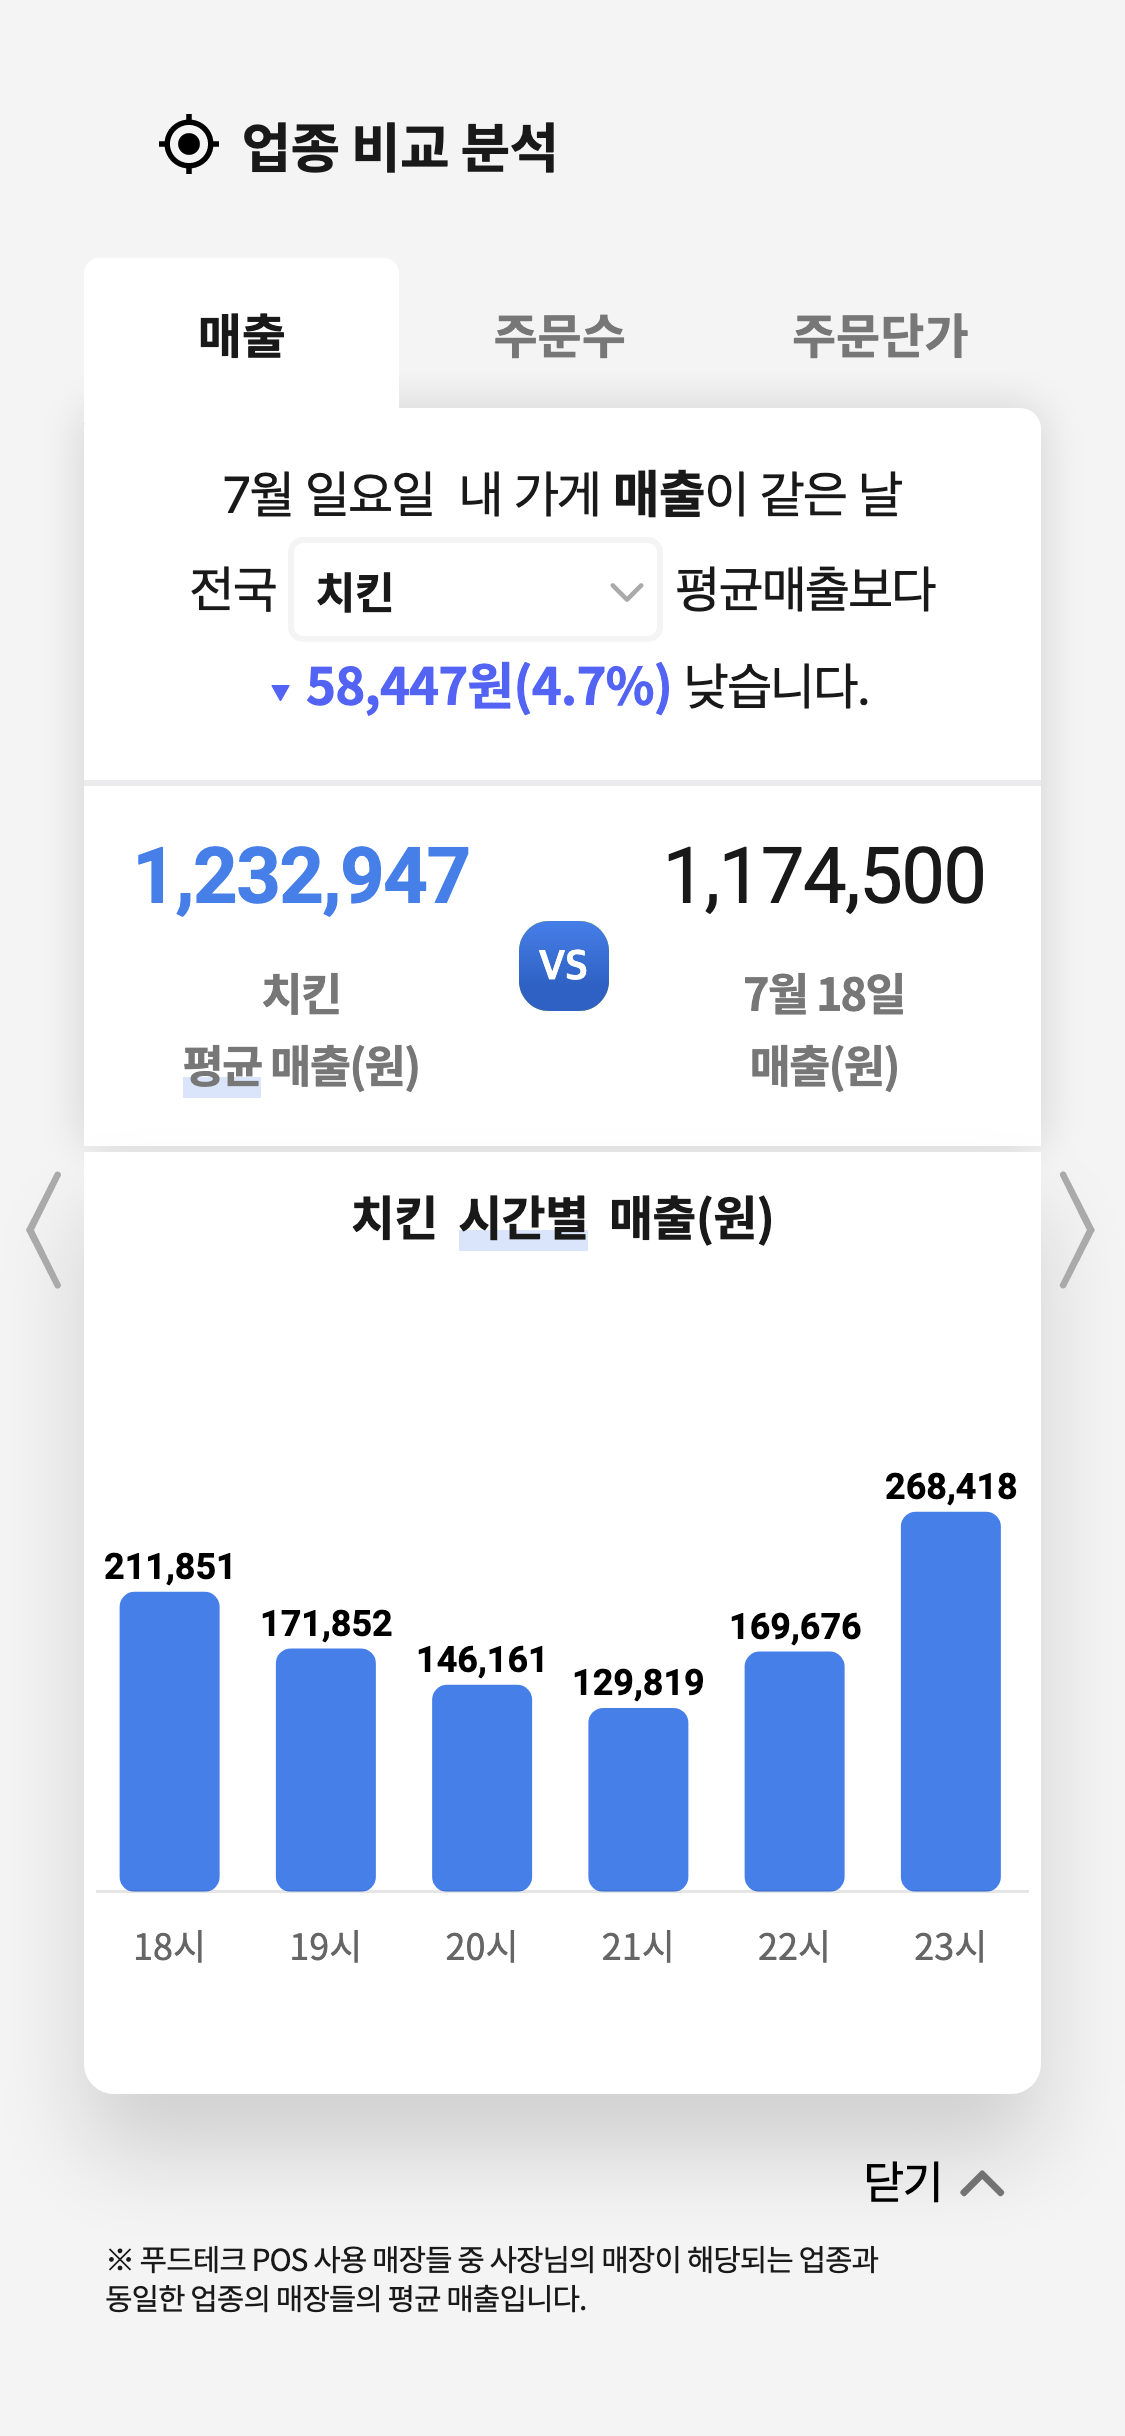 업종 비교 분석
매출 주문수 주문단가
7월 일요일 내 가게 매출이 같은 날
전국 치킨 평균매출보다
▼ 58,447원(4.7%) 낮습니다.
1,232,947 VS 1,174,500
치킨 7월 18일
평균 매출(원) 매출(원)
치킨 시간별 매출(원)
268,418
211,851
171,852
169,676
146,161
129,819
18시 19시 20시 21시 22시 23시
닫기
※ 푸드테크 POS 사용 매장들 중 사장님의 매장이 해당되는 업종과
동일한 업종의 매장들의 평균 매출입니다.